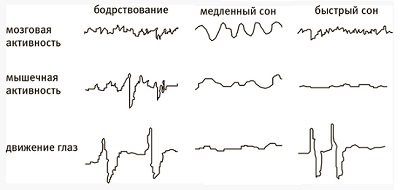 бодрствование медленный сон быстрый сон
мозговая
активность
мышечная
активность
движение глаз